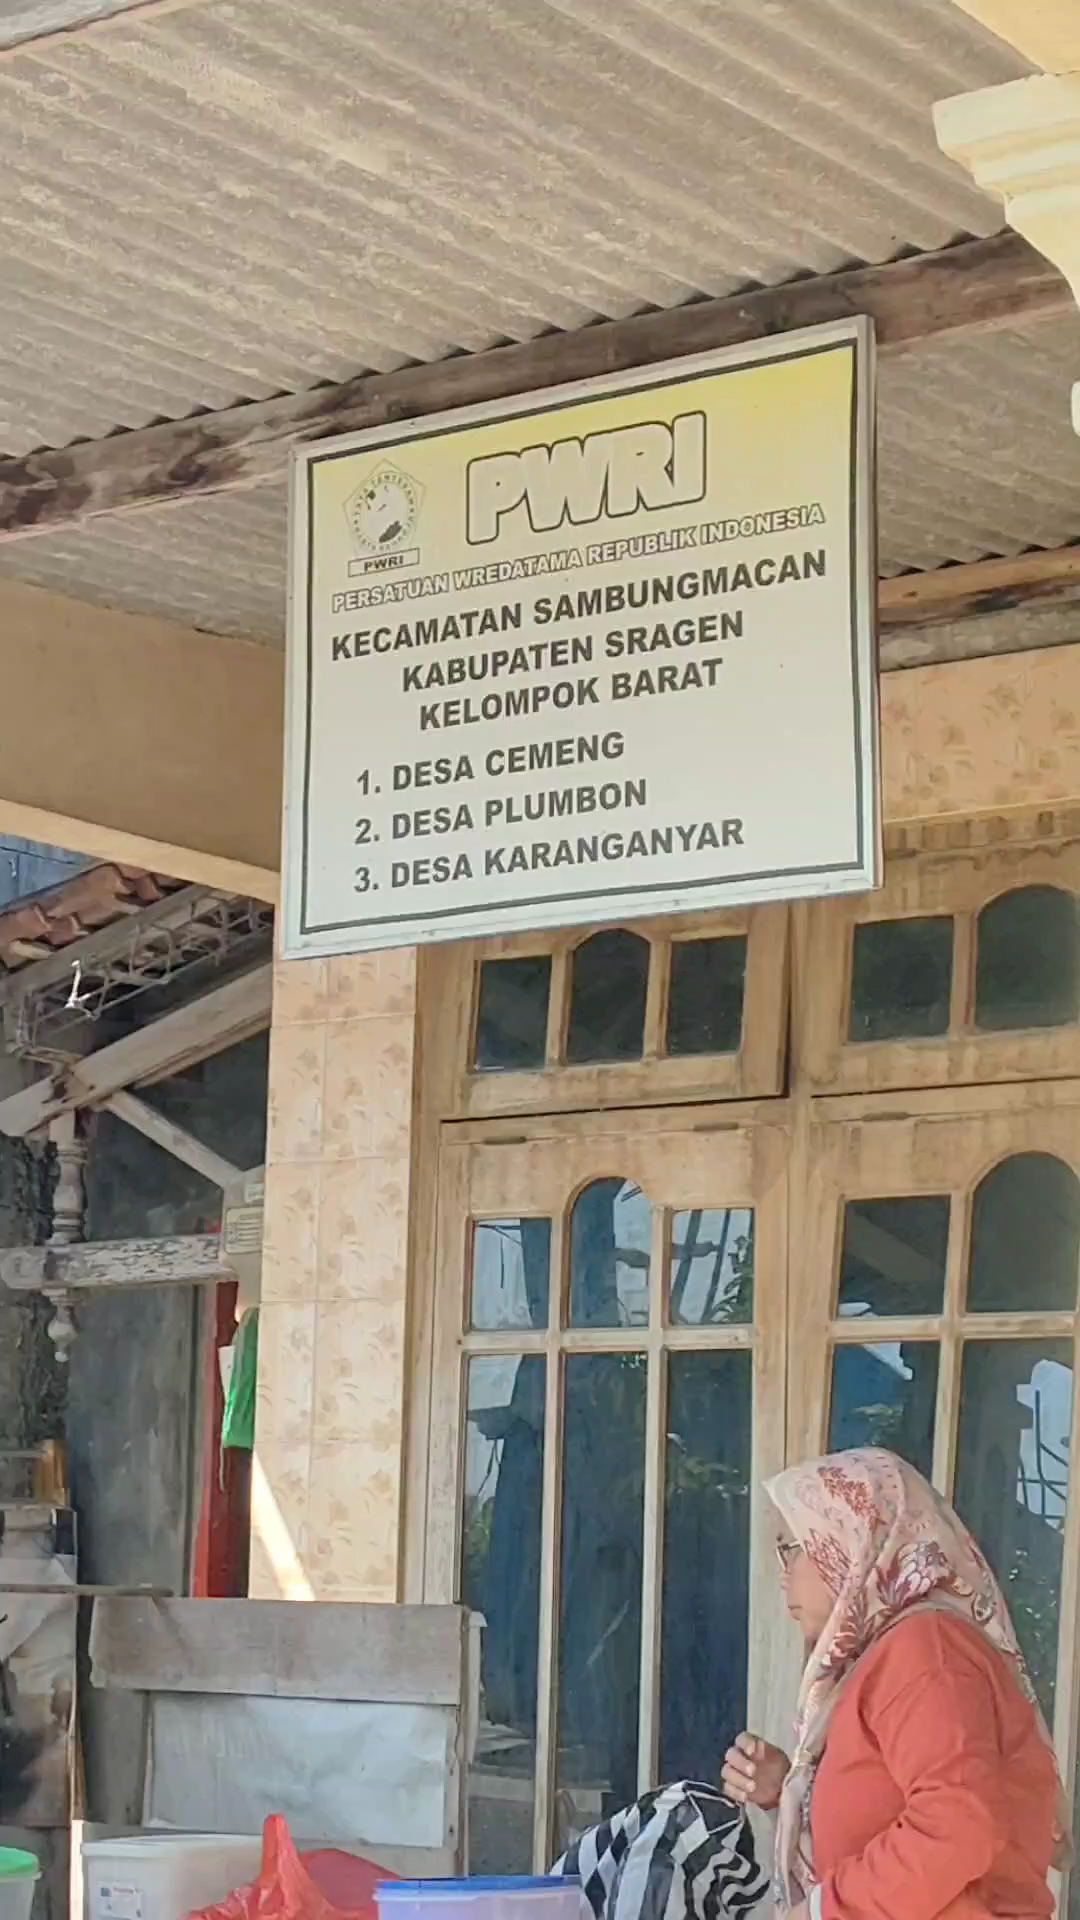 PWRI
PWRI
PERSATUAN WREDATAMA REPUBLIK INDONESIA
KECAMATAN SAMBUNGMACAN
KABUPATEN SRAGEN
KELOMPOK BARAT
1. DESA CEMENG
2. DESA PLUMBON
3. DESA KARANGANYAR